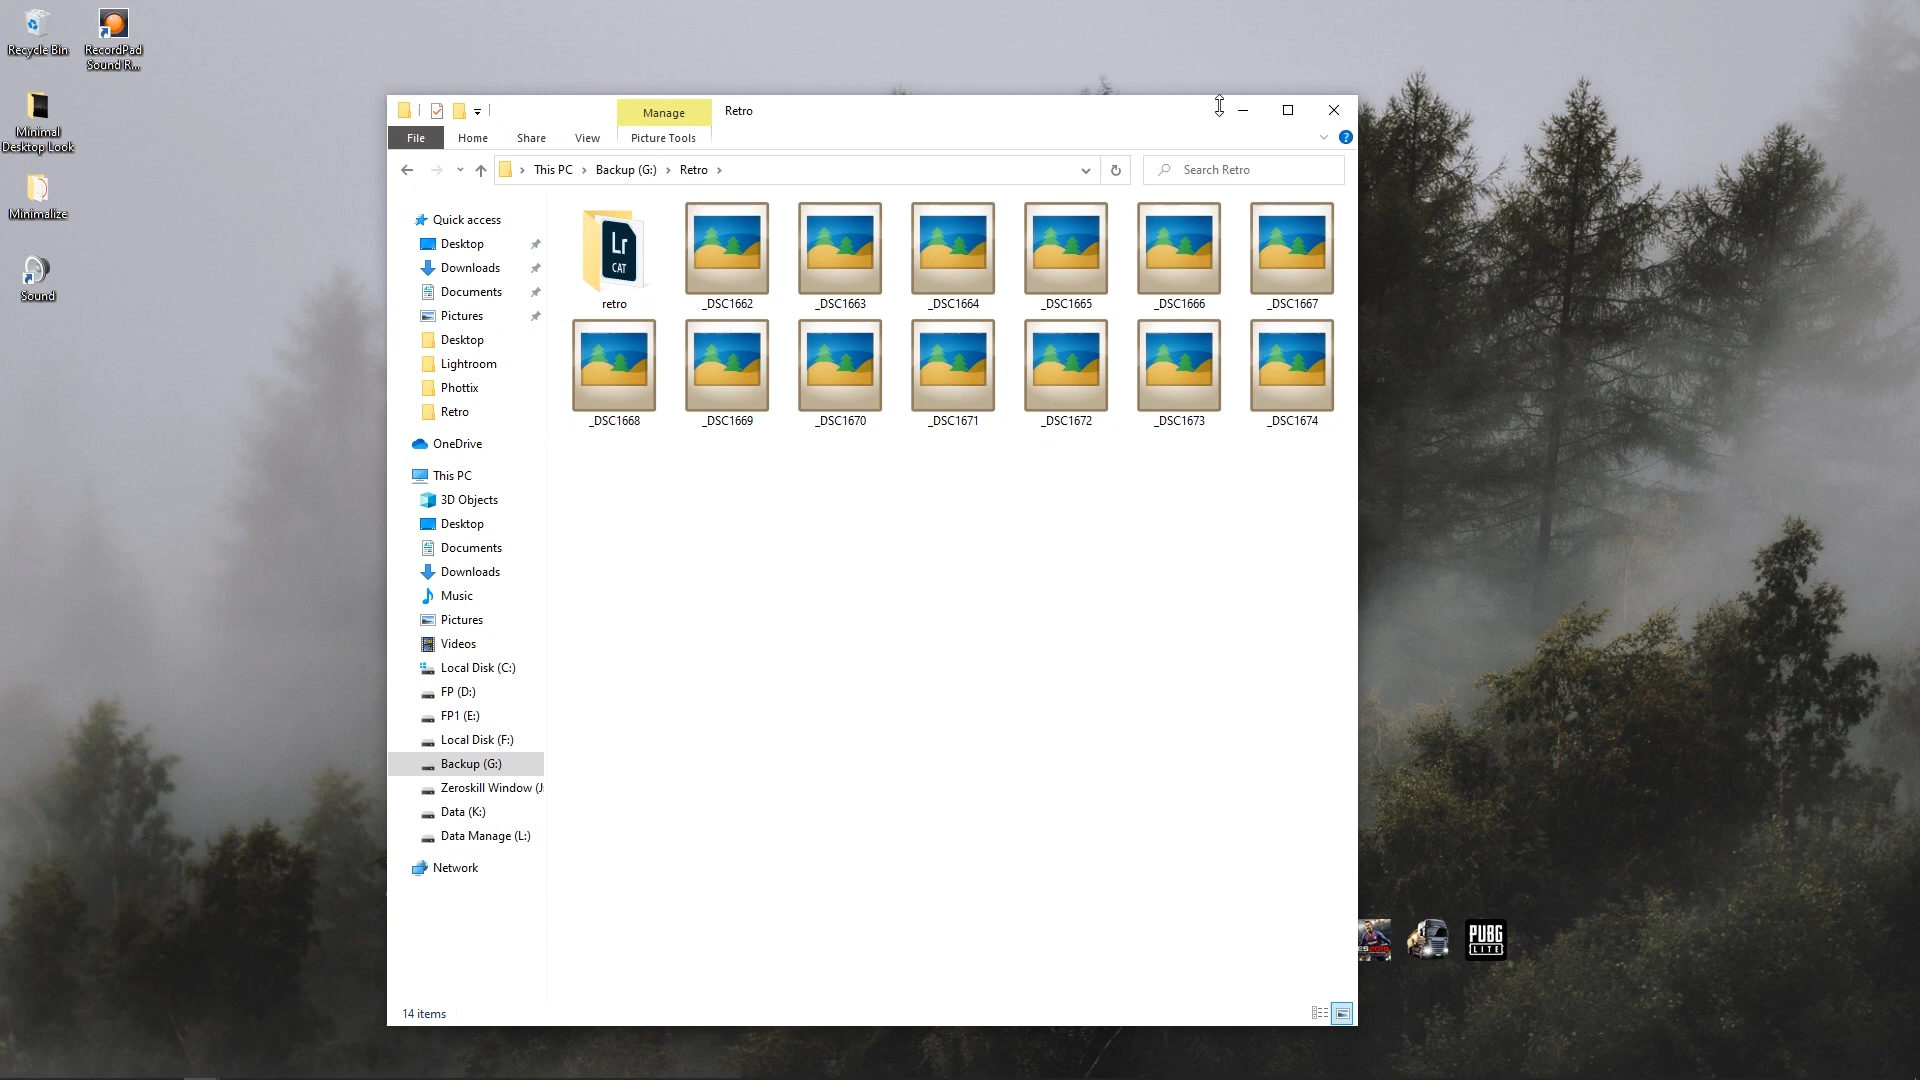 Recycle Bin
RecordPad
Sound R...
Minimal
Desktop Look
Minimalize
Sound
Manage
Retro
File
Home
Share
View
Picture Tools
This PC
Backup (G:)
Retro
Search Retro
Quick access
Desktop
Downloads
Documents
Pictures
Desktop
Lightroom
Phottix
Retro
OneDrive
This PC
3D Objects
Desktop
Documents
Downloads
Music
Pictures
Videos
Local Disk (C:)
FP (D:)
FP1 (E:)
Local Disk (F:)
Backup (G:)
Zeroskill Window (J:
Data (K:)
Data Manage (L:)
Network
Lr
CAT
retro
_DSC1662
_DSC1663
_DSC1664
_DSC1665
_DSC1666
_DSC1667
_DSC1668
_DSC1669
_DSC1670
_DSC1671
_DSC1672
_DSC1673
_DSC1674
PUBG
LITE
14 items